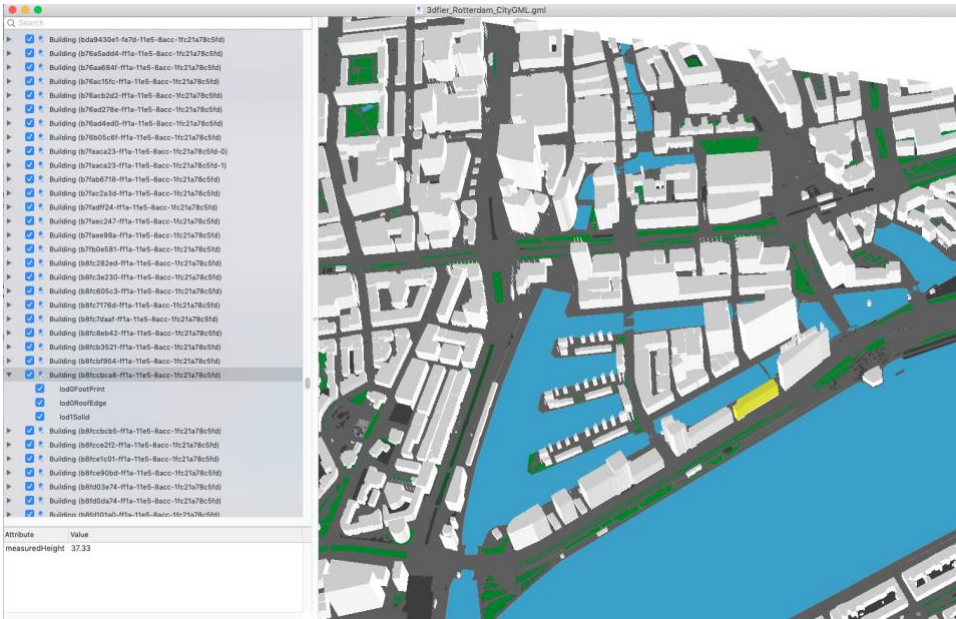 3dfier_Rotterdam_CityGML.gml
Search
Building (bda9430e1-fe7d-11e5-8acc-1fc21a78c5fd)
Building (b76a5add4-ff1a-11e5-8acc-1fc21a78c5fd)
Building (b76aa684f-ff1a-11e5-8acc-1fc21a78c5fd)
Building (b76ac15fc-ff1a-11e5-8acc-1fc21a78c5fd)
Building (b76acb2d2-ff1a-11e5-8acc-1fc21a78c5fd)
Building (b76ad278e-ff1a-11e5-8acc-1fc21a78c5fd)
Building (b76ad4ed0-ff1a-11e5-8acc-1fc21a78c5fd)
Building (b76b05c6f-ff1a-11e5-8acc-1fc21a78c5fd)
Building (b7faaca23-ff1a-11e5-8acc-1fc21a78c5fd-0)
Building (b7faaca23-ff1a-11e5-8acc-1fc21a78c5fd-1)
Building (b7fab6718-ff1a-11e5-8acc-1fc21a78c5fd)
Building (b7fac2a3d-ff1a-11e5-8acc-1fc21a78c5fd)
Building (b7fadff24-ff1a-11e5-8acc-1fc21a78c5fd)
Building (b7faec247-ff1a-11e5-8acc-1fc21a78c5fd)
Building (b7faee98a-ff1a-11e5-8acc-1fc21a78c5fd)
Building (b7fb0e581-ff1a-11e5-8acc-1fc21a78c5fd)
Building (b8fc282ed-ff1a-11e5-8acc-1fc21a78c5fd)
Building (b8fc3e230-ff1a-11e5-8acc-1fc21a78c5fd)
Building (b8fc605c3-ff1a-11e5-8acc-1fc21a78c5fd)
Building (b8fc7176d-ff1a-11e5-8acc-1fc21a78c5fd)
Building (b8fc7daaf-ff1a-11e5-8acc-1fc21a78c5fd)
Building (b8fc8eb42-ff1a-11e5-8acc-1fc21a78c5fd)
Building (b8fcb3521-ff1a-11e5-8acc-1fc21a78c5fd)
Building (b8fcbf954-ff1a-11e5-8acc-1fc21a78c5fd)
Building (b8fccbca8-ff1a-11e5-8acc-1fc21a78c5fd)
lod0FootPrint
lod0RoofEdge
lod1Solid
Building (b8fccbcb5-ff1a-11e5-8acc-1fc21a78c5fd)
Building (b8fcce2f2-ff1a-11e5-8acc-1fc21a78c5fd)
Building (b8fce1c01-ff1a-11e5-8acc-1fc21a78c5fd)
Building (b8fce90bd-ff1a-11e5-8acc-1fc21a78c5fd)
Building (b8fd03e74-ff1a-11e5-8acc-1fc21a78c5fd)
Building (b8fd0da74-ff1a-11e5-8acc-1fc21a78c5fd)
Building (b8fd101a0-ff1a-11e5-8acc-1fc21a78c5fd)
Attribute Value
measuredHeight 37.33